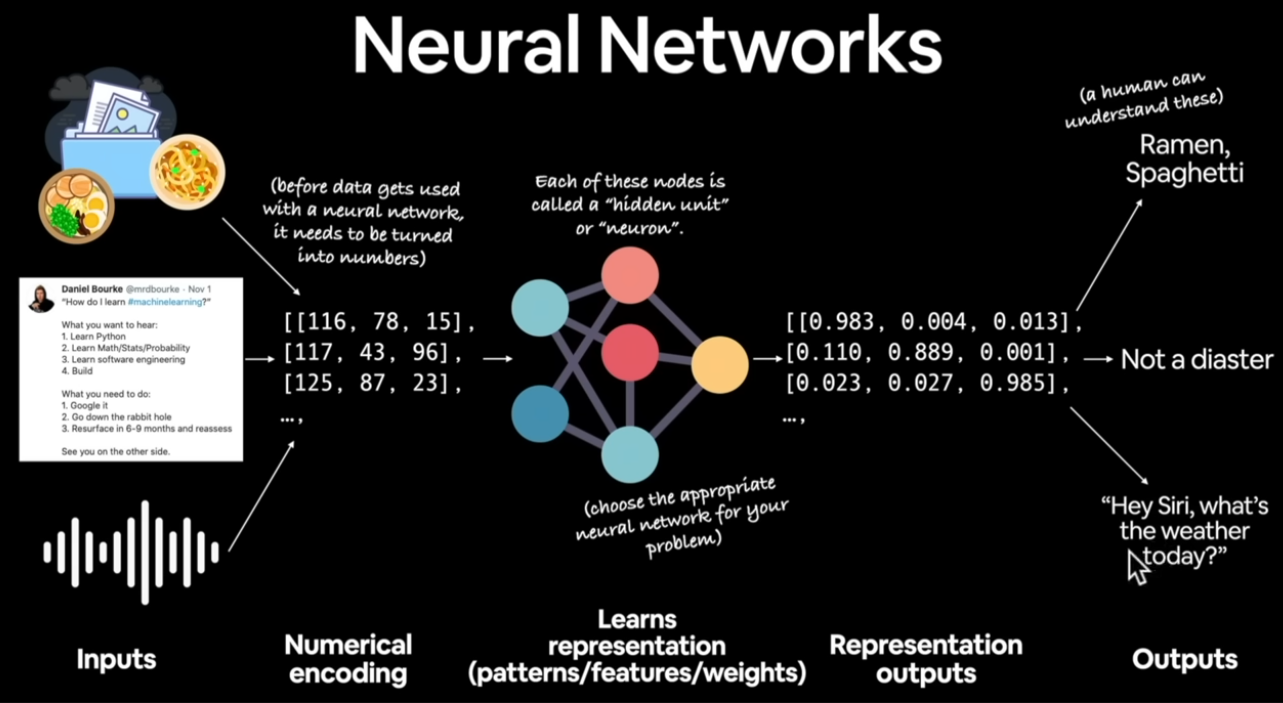 Neural Networks
(a human can
understand these)
Ramen,
Spaghetti
(before data gets used
with a neural network,
it needs to be turned
into numbers)
Each of these nodes is
called a “hidden unit”
or “neuron”.
Daniel Bourke @mrdbourke · Nov 1
“How do I learn #machinelearning?”
What you want to hear:
1. Learn Python
2. Learn Math/Stats/Probability
3. Learn software engineering
4. Build
What you need to do:
1. Google it
2. Go down the rabbit hole
3. Resurface in 6-9 months and reassess
See you on the other side.
[[116, 78, 15],
[117, 43, 96],
[125, 87, 23],
…,
[[0.983, 0.004, 0.013],
[0.110, 0.889, 0.001],
[0.023, 0.027, 0.985],
…,
Not a diaster
(choose the appropriate
neural network for your
problem)
“Hey Siri, what’s
the weather
today?”
Inputs
Numerical
encoding
Learns
representation
(patterns/features/weights)
Representation
outputs
Outputs